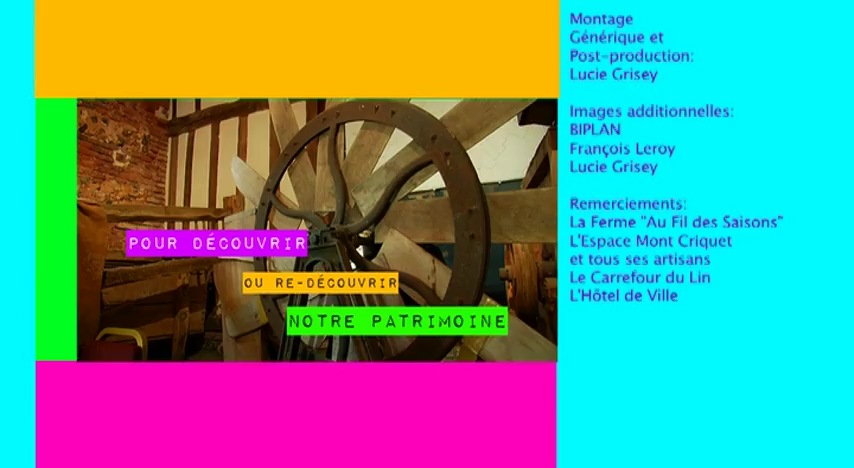 POUR DÉCOUVRIR
OU RE-DÉCOUVRIR
NOTRE PATRIMOINE
Montage
Générique et
Post-production:
Lucie Grisey
Images additionnelles:
BIPLAN
François Leroy
Lucie Grisey
Remerciements:
La Ferme "Au Fil des Saisons"
L'Espace Mont Criquet
et tous ses artisans
Le Carrefour du Lin
L'Hôtel de Ville